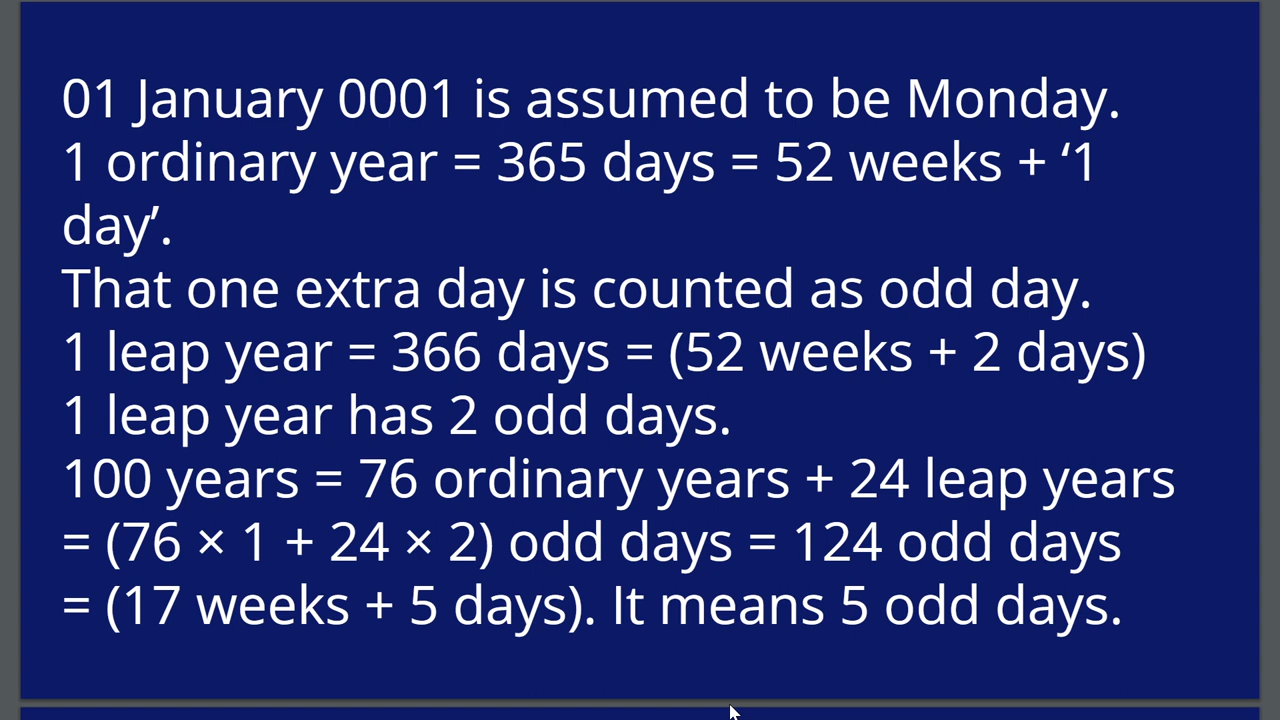 01 January 0001 is assumed to be Monday.
1 ordinary year = 365 days = 52 weeks + ‘1
day’.
That one extra day is counted as odd day.
1 leap year = 366 days = (52 weeks + 2 days)
1 leap year has 2 odd days.
100 years = 76 ordinary years + 24 leap years
= (76 × 1 + 24 × 2) odd days = 124 odd days
= (17 weeks + 5 days). It means 5 odd days.